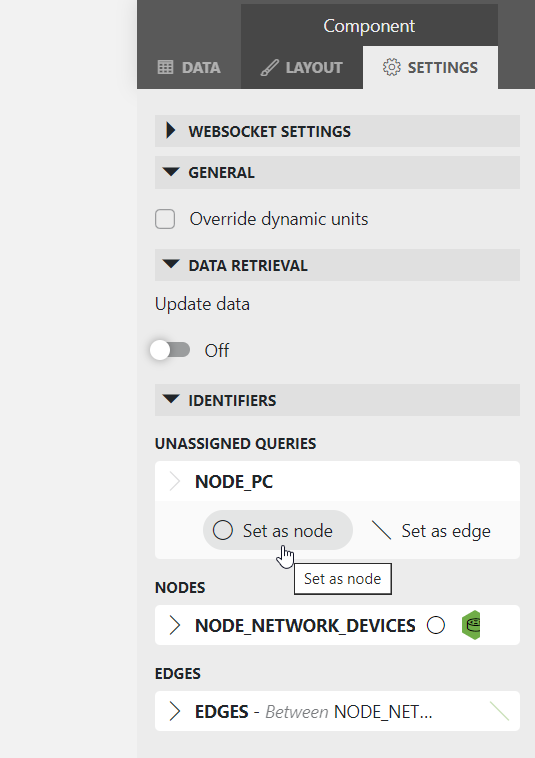 Component
DATA LAYOUT SETTINGS
WEBSOCKET SETTINGS
GENERAL
Override dynamic units
DATA RETRIEVAL
Update data
Off
IDENTIFIERS
UNASSIGNED QUERIES
NODE_PC
Set as node Set as edge
Set as node
NODES
NODE_NETWORK_DEVICES
EDGES
EDGES - Between NODE_NET...